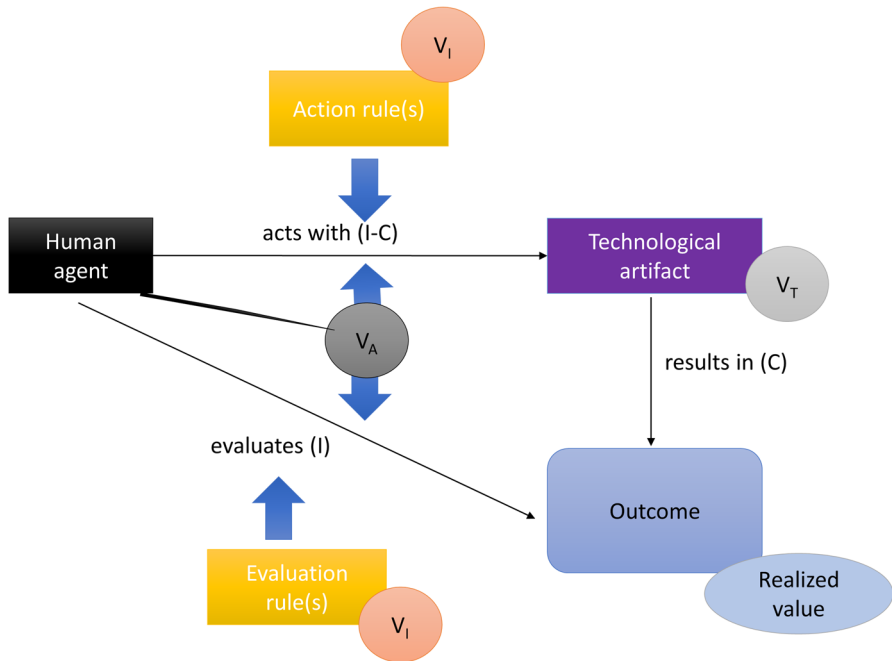 V_I
Action rule(s)
acts with (I-C)
Human
agent
Technological
artifact
V_T
V_A
results in (C)
evaluates (I)
Outcome
Evaluation
rule(s)
V_I
Realized
value